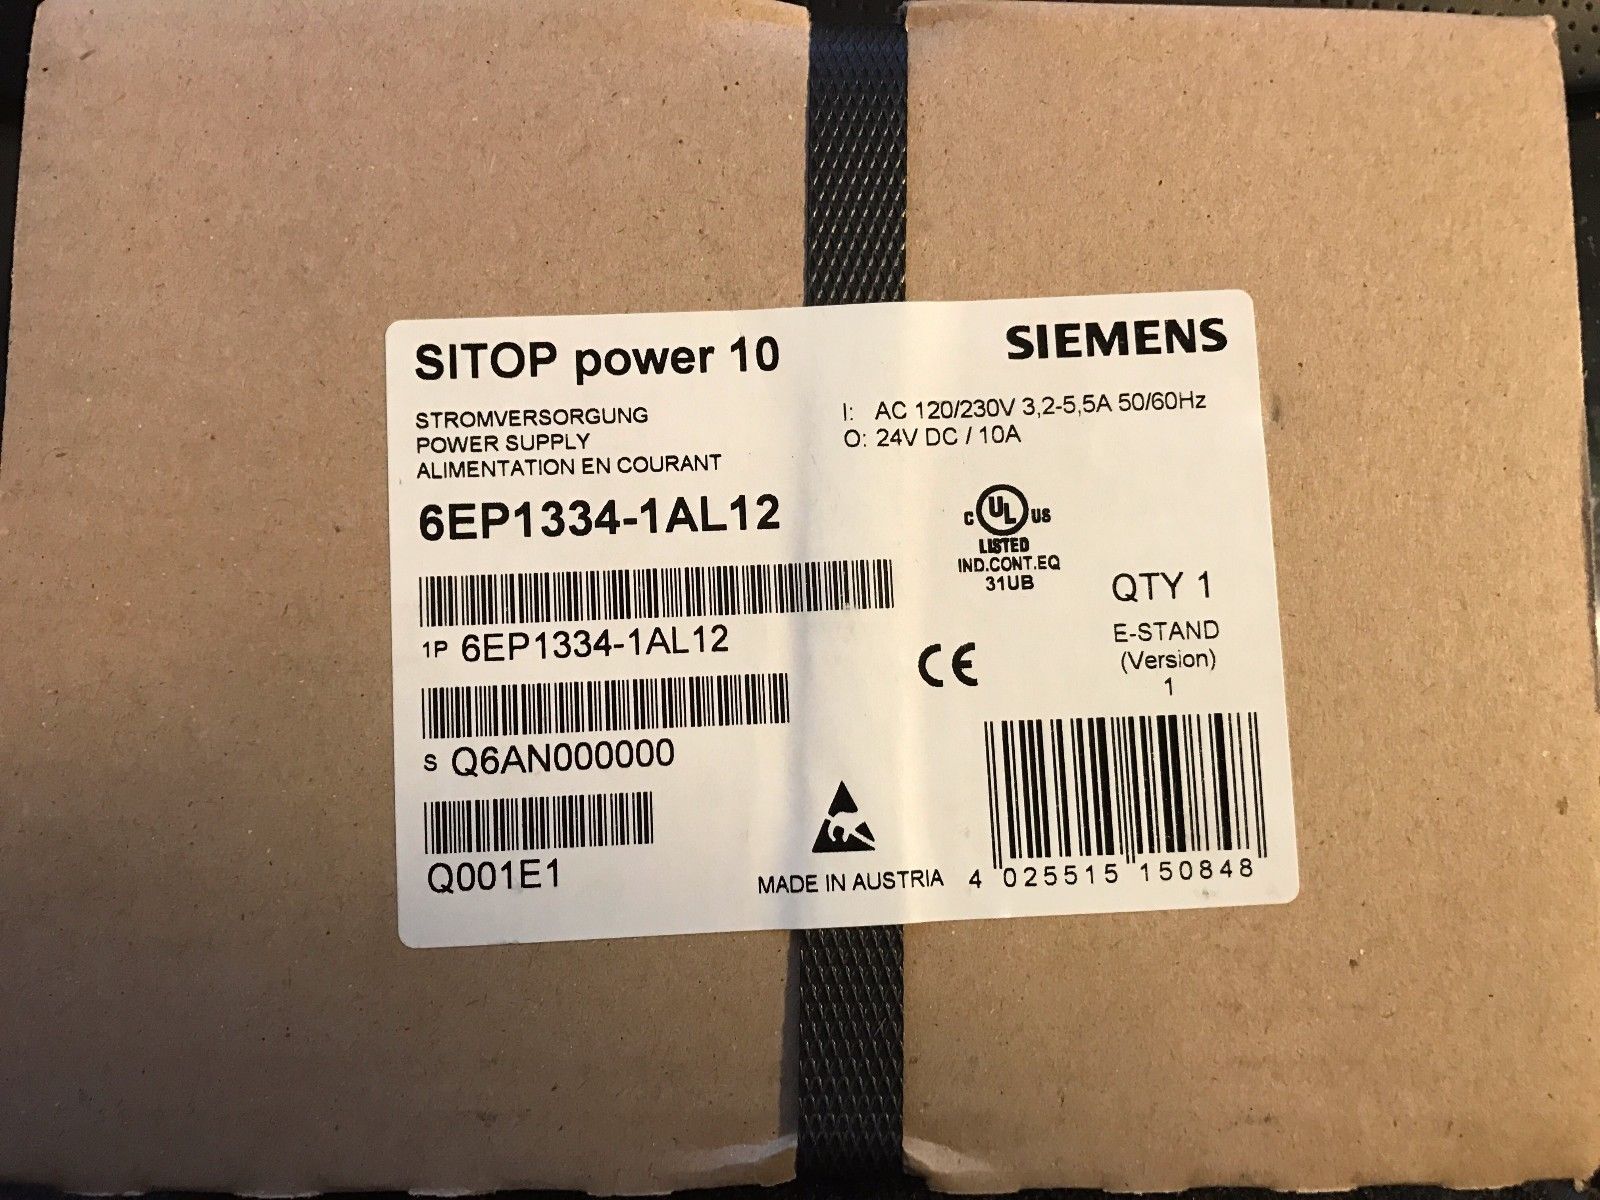 SITOP power 10
SIEMENS
STROMVERSORGUNG
POWER SUPPLY
ALIMENTATION EN COURANT
I: AC 120/230V 3,2-5,5A 50/60Hz
O: 24V DC / 10A
6EP1334-1AL12
C UL US
LISTED
IND.CONT.EQ
31UB
1P 6EP1334-1AL12
QTY 1
E-STAND
(Version)
1
CE
S Q6AN000000
Q001E1
MADE IN AUSTRIA
4 025515 150848